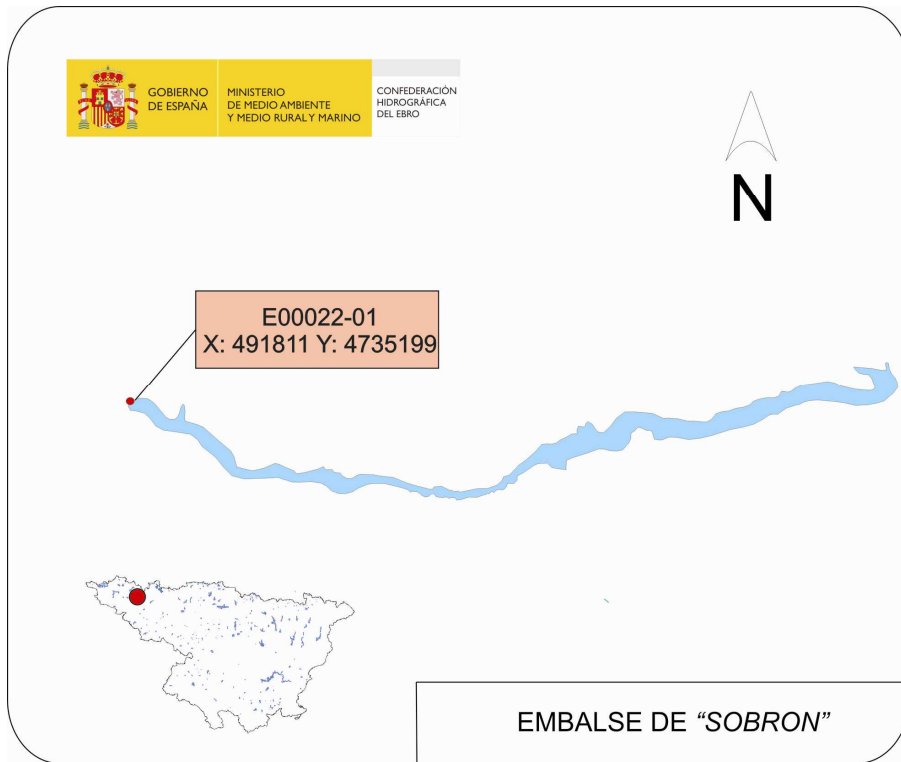 GOBIERNO
DE ESPAÑA
MINISTERIO
DE MEDIO AMBIENTE
Y MEDIO RURAL Y MARINO
CONFEDERACIÓN
HIDROGRÁFICA
DEL EBRO
N
E00022-01
X: 491811 Y: 4735199
EMBALSE DE “SOBRON”